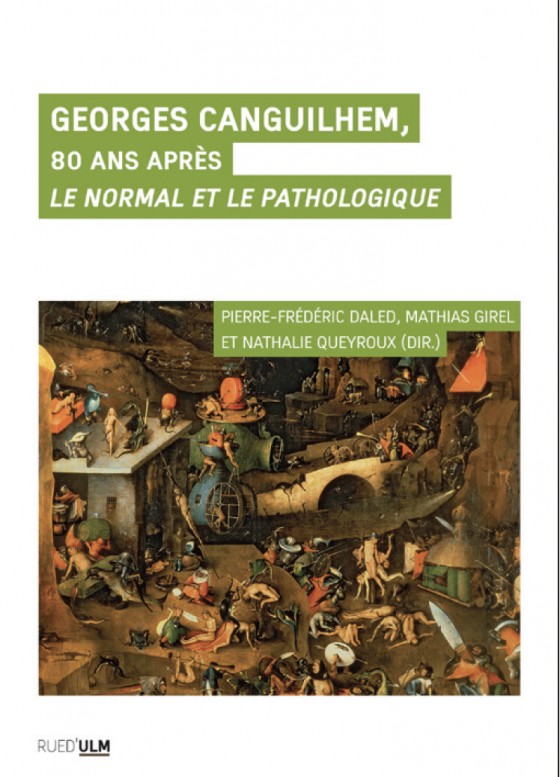 GEORGES CANGUILHEM,
80 ANS APRÈS
LE NORMAL ET LE PATHOLOGIQUE
PIERRE-FRÉDÉRIC DALED, MATHIAS GIREL
ET NATHALIE QUEYROUX (DIR.)
RUED'ULM